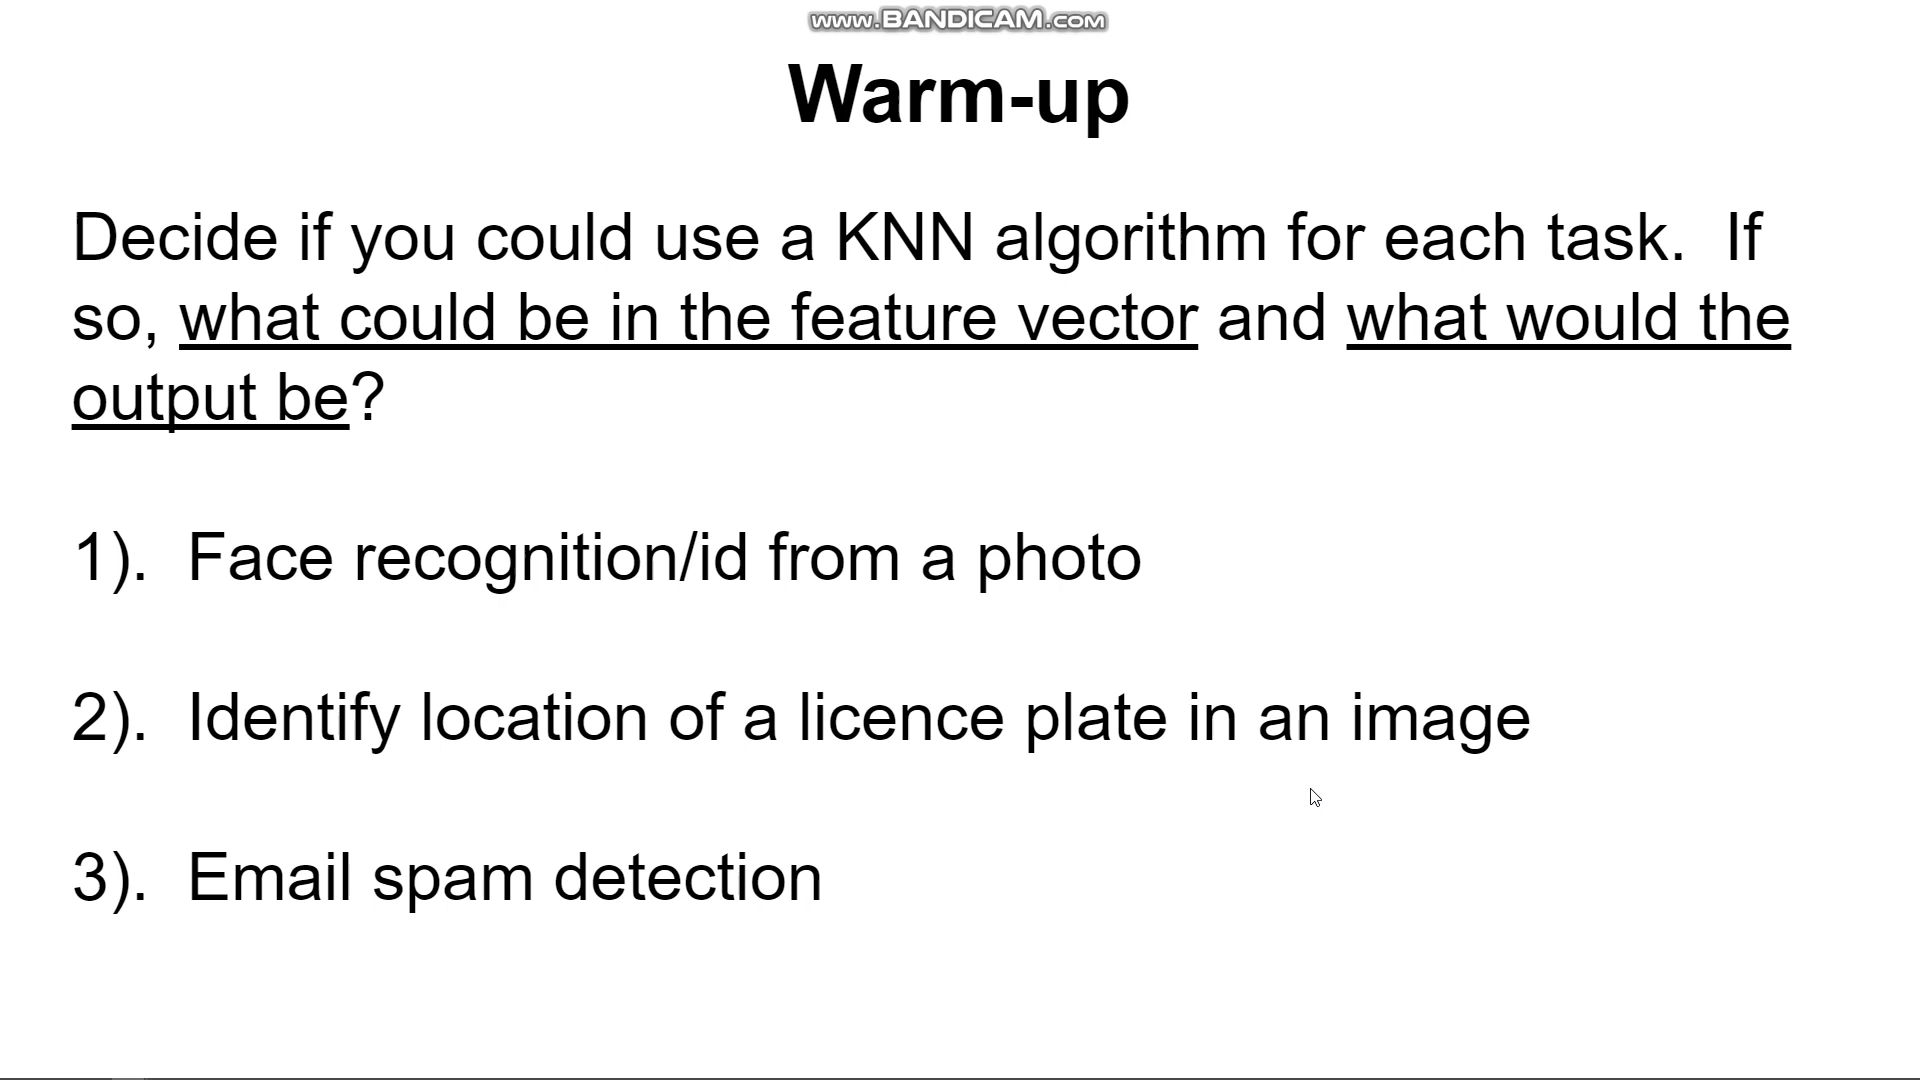 www.BANDICAM.com
Warm-up
Decide if you could use a KNN algorithm for each task.  If
so, what could be in the feature vector and what would the
output be?
1).  Face recognition/id from a photo
2).  Identify location of a licence plate in an image
3).  Email spam detection